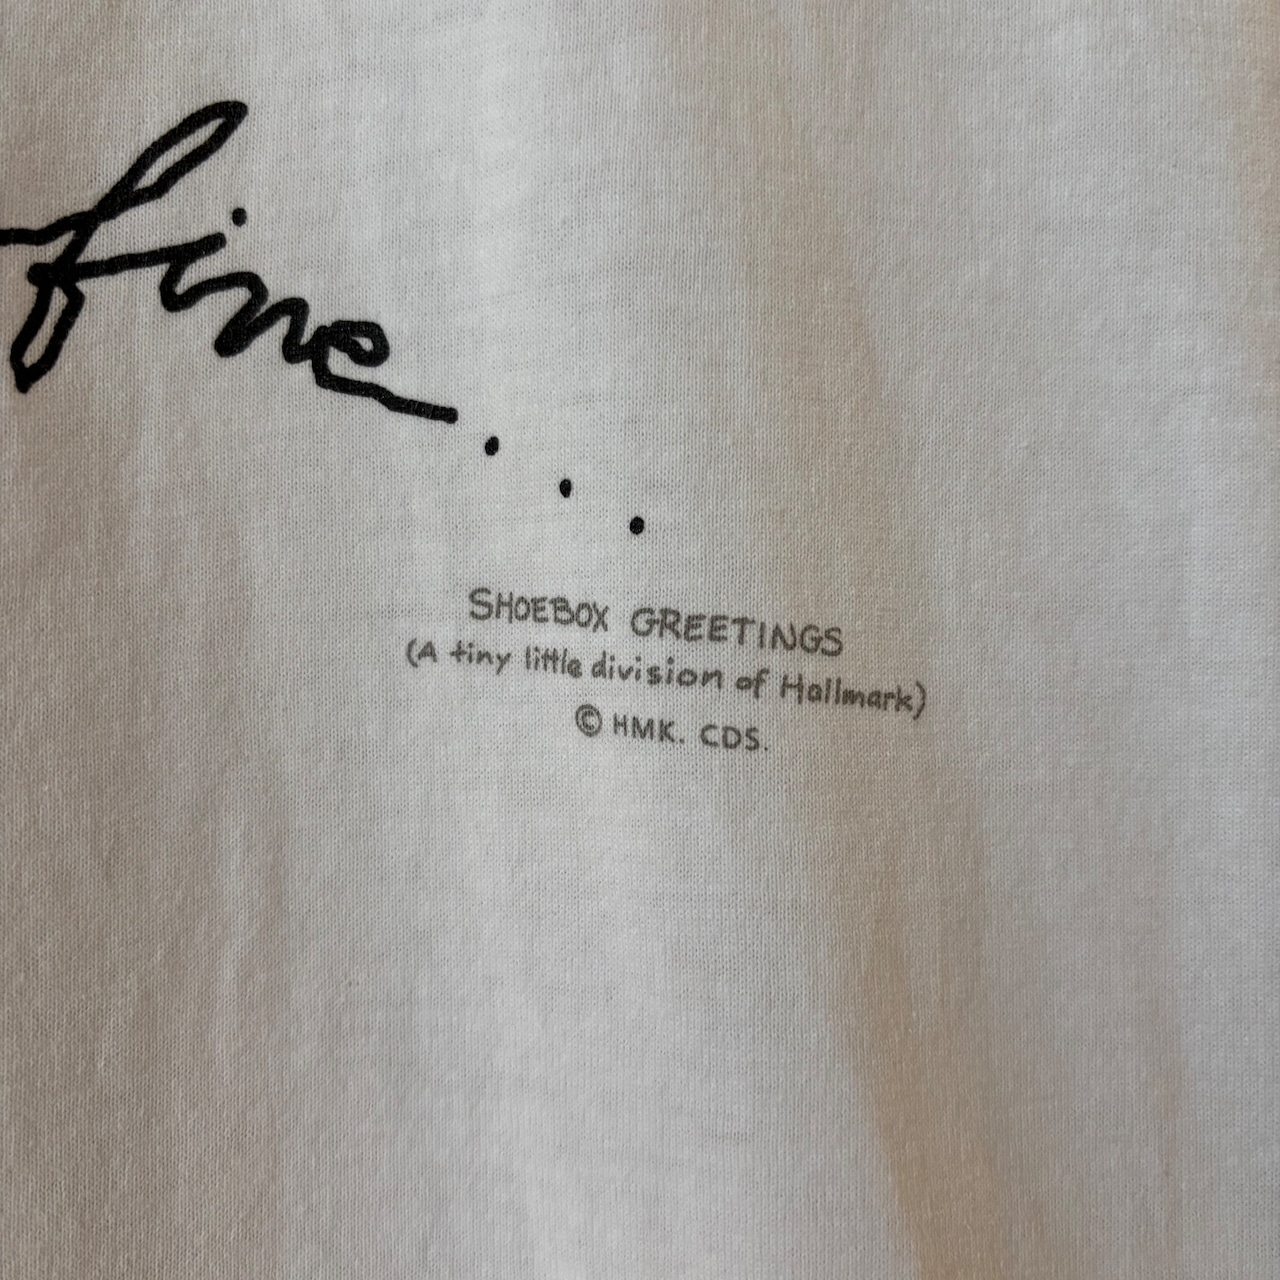 fine...
SHOEBOX GREETINGS
(A tiny little division of Hallmark)
© HMK. CDS.